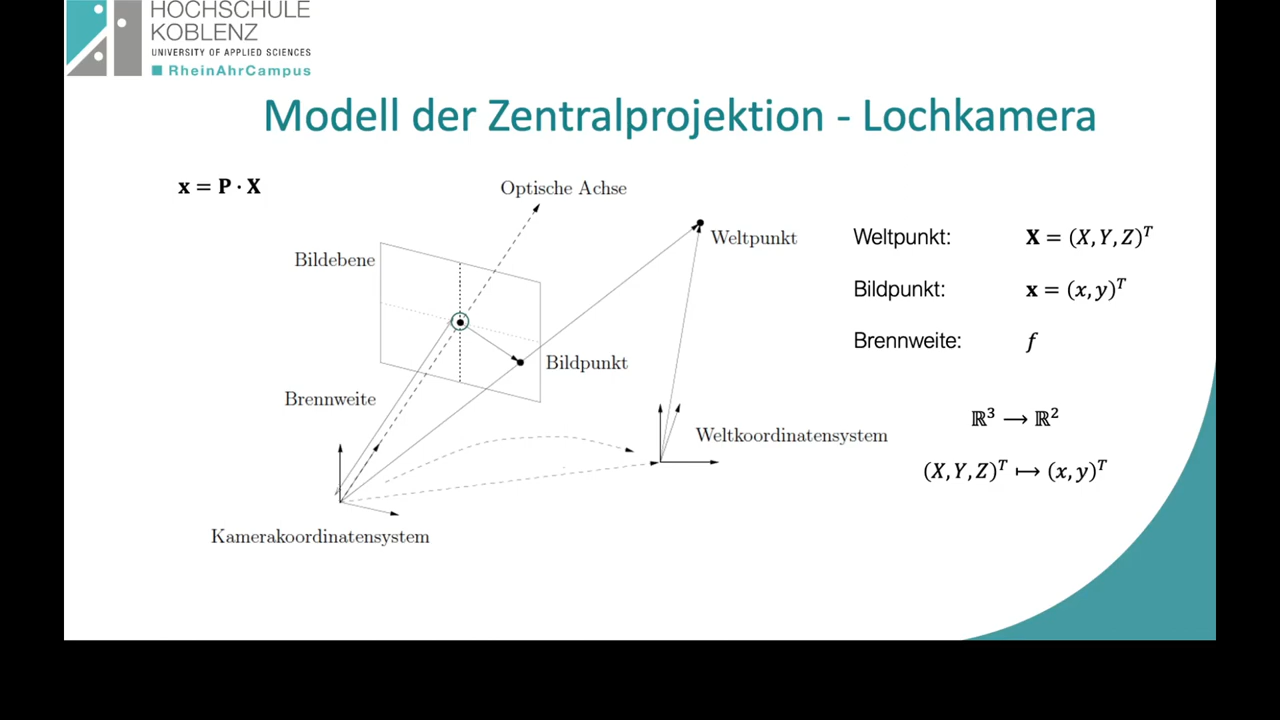 HOCHSCHULE
KOBLENZ
UNIVERSITY OF APPLIED SCIENCES
RheinAhrCampus
Modell der Zentralprojektion - Lochkamera
x = P · X
Optische Achse
Bildebene
Weltpunkt
Bildpunkt
Brennweite
Weltkoordinatensystem
Kamerakoordinatensystem
Weltpunkt: X = (X, Y, Z)ᵀ
Bildpunkt: x = (x, y)ᵀ
Brennweite: f
ℝ³ ⟶ ℝ²
(X, Y, Z)ᵀ ⟼ (x, y)ᵀ